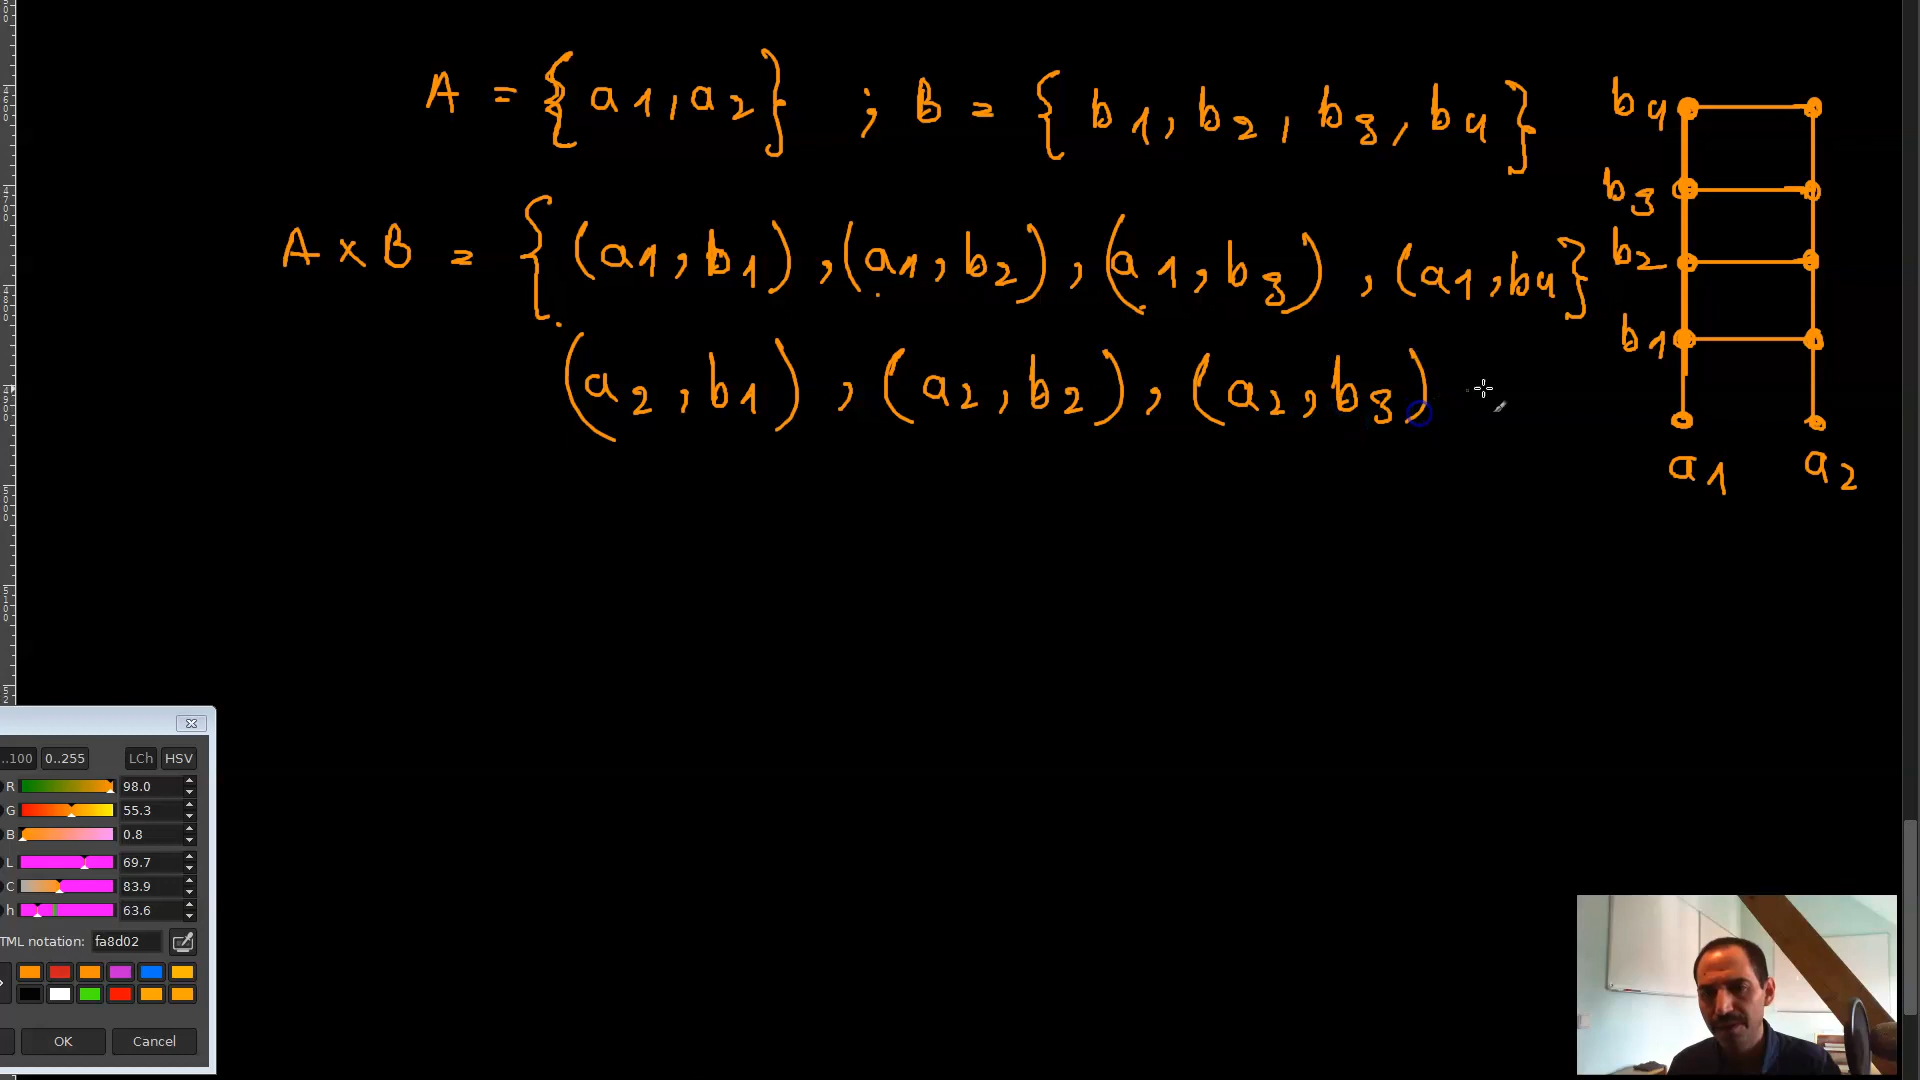 A = {a1, a2} ; B = {b1, b2, b3, b4}
A × B = {(a1, b1), (a1, b2), (a1, b3), (a1, b4}
(a2, b1), (a2, b2), (a2, b3)
b4
b3
b2
b1
a1 a2
..100 0..255 LCh HSV
R 98.0
G 55.3
B 0.8
L 69.7
C 83.9
h 63.6
TML notation: fa8d02
OK Cancel